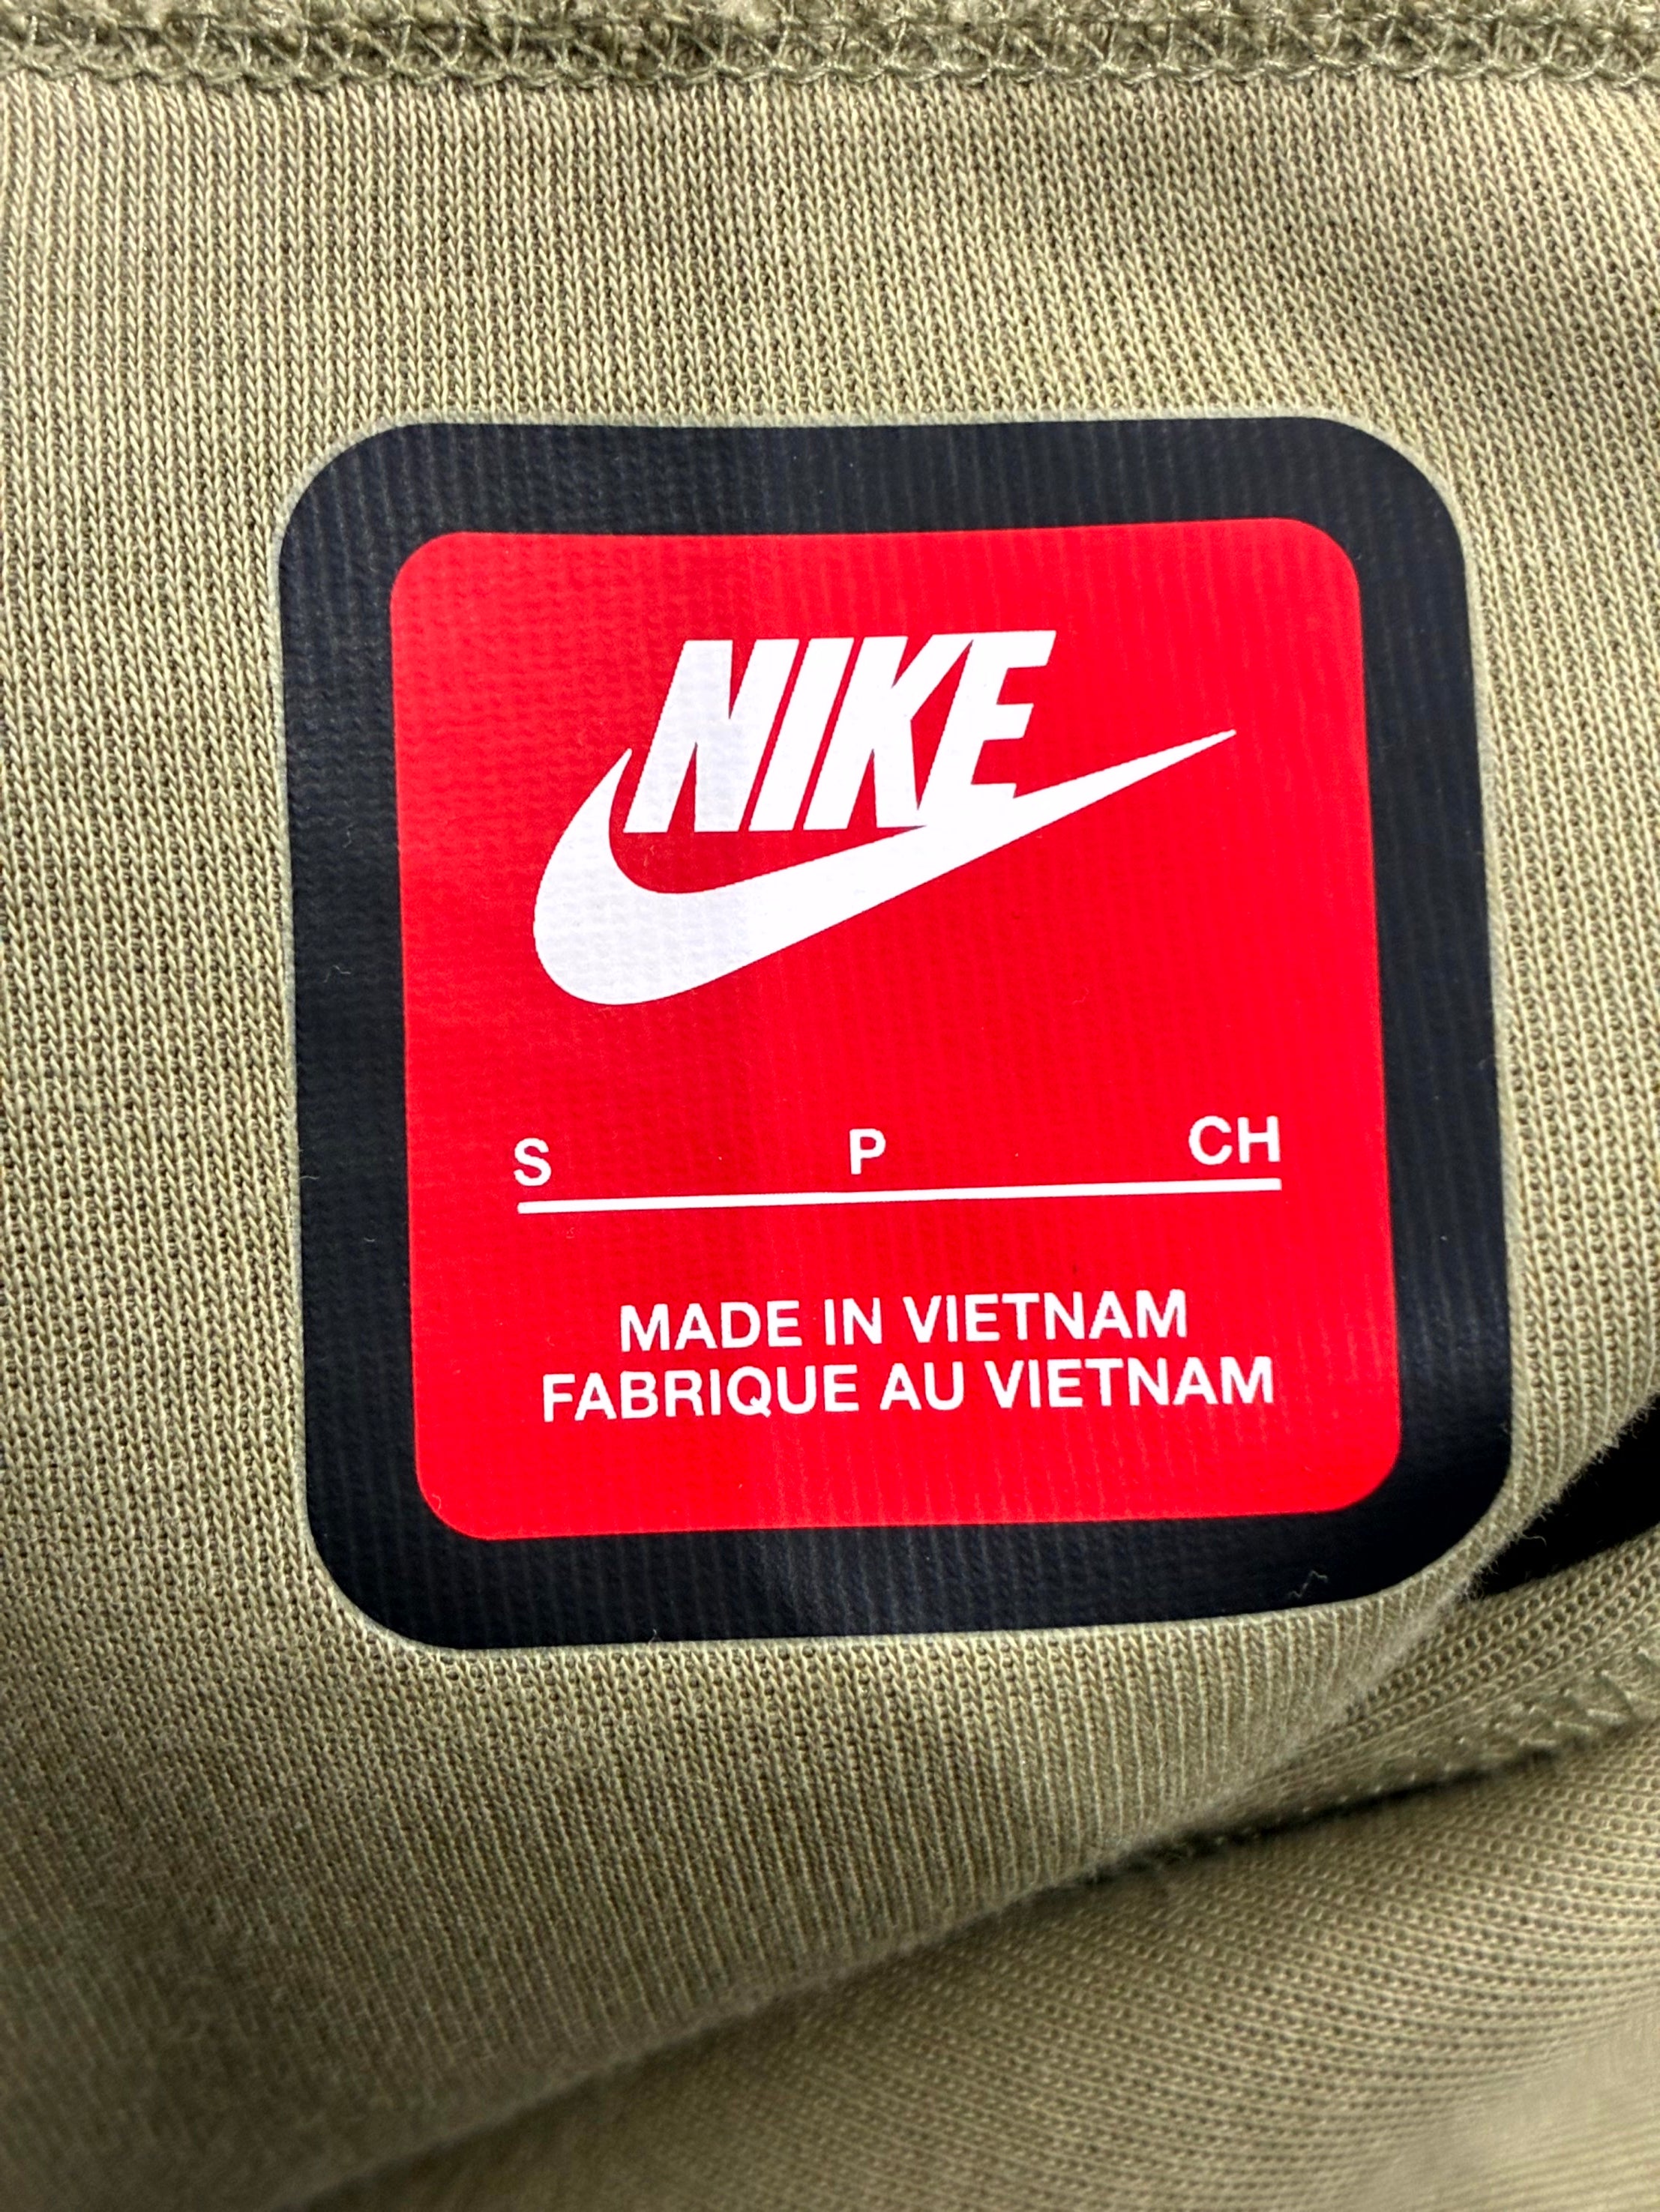 NIKE
S P CH
MADE IN VIETNAM
FABRIQUE AU VIETNAM